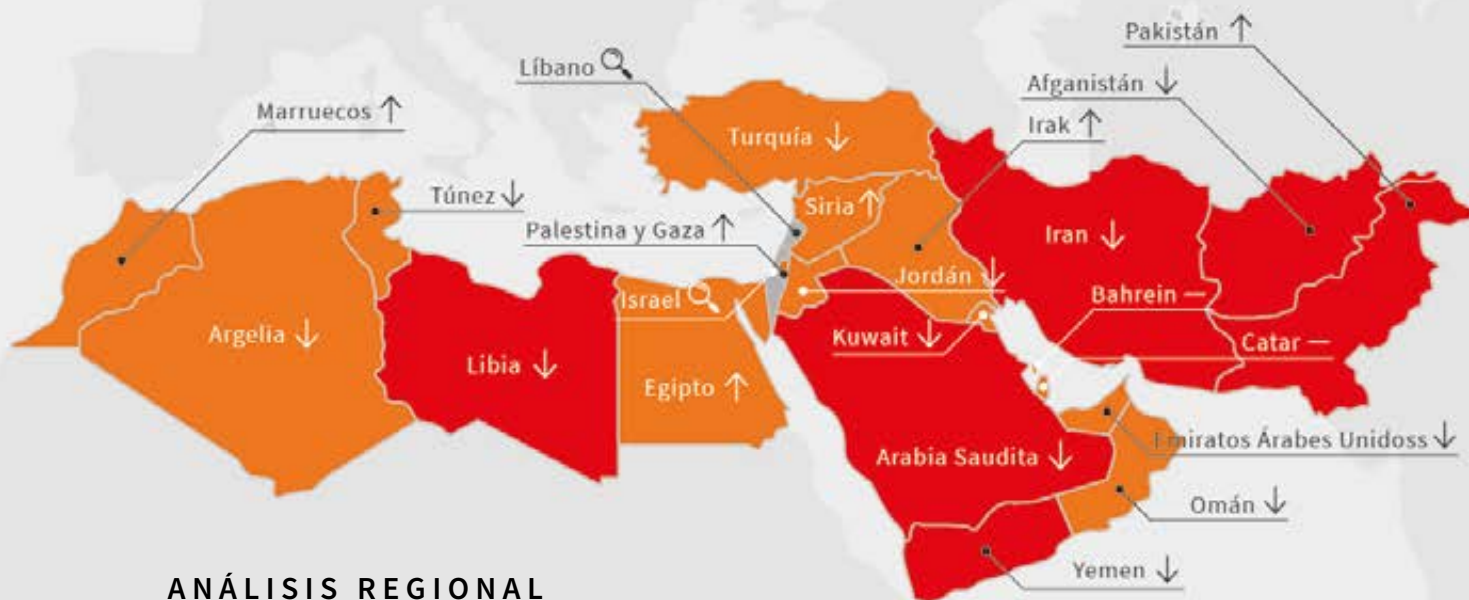 Pakistán ↑
Líbano
Afganistán ↓
Marruecos ↑
Irak ↑
Turquía ↓
Túnez ↓
Siria ↑
Palestina y Gaza ↑
Iran ↓
Jordán ↓
Israel
Bahrein —
Argelia ↓
Kuwait ↓
Catar —
Libia ↓
Egipto ↑
Emiratos Árabes Unidoss ↓
Arabia Saudita ↓
Omán ↓
Yemen ↓
ANÁLISIS REGIONAL